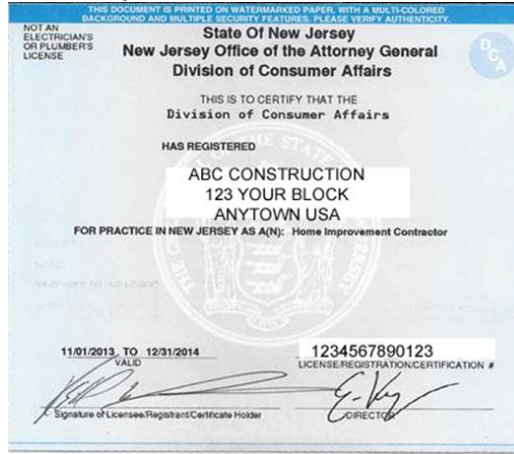 THIS DOCUMENT IS PRINTED ON WATERMARKED PAPER, WITH A MULTI-COLORED
BACKGROUND AND MULTIPLE SECURITY FEATURES. PLEASE VERIFY AUTHENTICITY.
NOT AN
ELECTRICIAN'S
OR PLUMBER'S
LICENSE
State Of New Jersey
New Jersey Office of the Attorney General
Division of Consumer Affairs
DCA
THIS IS TO CERTIFY THAT THE
Division of Consumer Affairs
HAS REGISTERED
ABC CONSTRUCTION
123 YOUR BLOCK
ANYTOWN USA
FOR PRACTICE IN NEW JERSEY AS A(N): Home Improvement Contractor
11/01/2013 TO 12/31/2014
VALID
1234567890123
LICENSE/REGISTRATION/CERTIFICATION #
Signature of Licensee/Registrant/Certificate Holder
DIRECTOR